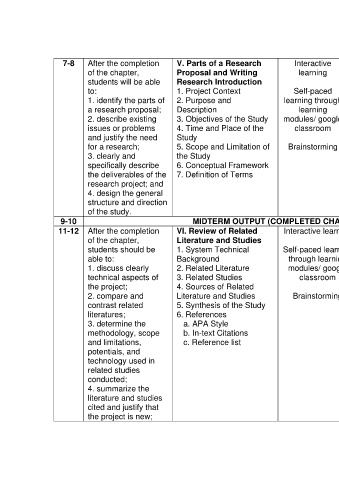 7-8
After the completion
of the chapter,
students will be able
to:
1. identify the parts of
a research proposal;
2. describe existing
issues or problems
and justify the need
for a research;
3. clearly and
specifically describe
the deliverables of the
research project; and
4. design the general
structure and direction
of the study.
V. Parts of a Research
Proposal and Writing
Research Introduction
1. Project Context
2. Purpose and
Description
3. Objectives of the Study
4. Time and Place of the
Study
5. Scope and Limitation of
the Study
6. Conceptual Framework
7. Definition of Terms
Interactive
learning
Self-paced
learning through
learning
modules/ google
classroom
Brainstorming
9-10
MIDTERM OUTPUT (COMPLETED CHA
11-12
After the completion
of the chapter,
students should be
able to:
1. discuss clearly
technical aspects of
the project;
2. compare and
contrast related
literatures;
3. determine the
methodology, scope
and limitations,
potentials, and
technology used in
related studies
conducted;
4. summarize the
literature and studies
cited and justify that
the project is new;
VI. Review of Related
Literature and Studies
1. System Technical
Background
2. Related Literature
3. Related Studies
4. Sources of Related
Literature and Studies
5. Synthesis of the Study
6. References
a. APA Style
b. In-text Citations
c. Reference list
Interactive learn
Self-paced learn
through learni
modules/ goog
classroom
Brainstorming